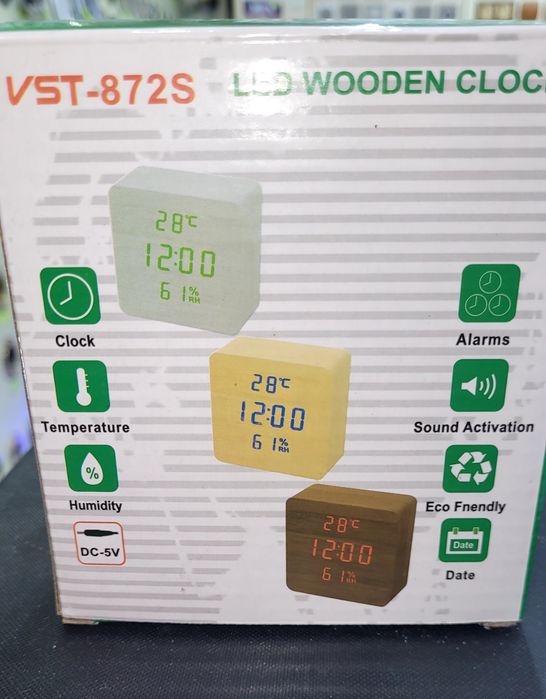 VST-872S LED WOODEN CLOC
28℃
12:00
61%RH
Clock
Alarms
28℃
12:00
61%RH
Temperature
Sound Activation
%
Humidity
Eco Fnendly
28℃
12:00
61%RH
DC-5V
Date
Date